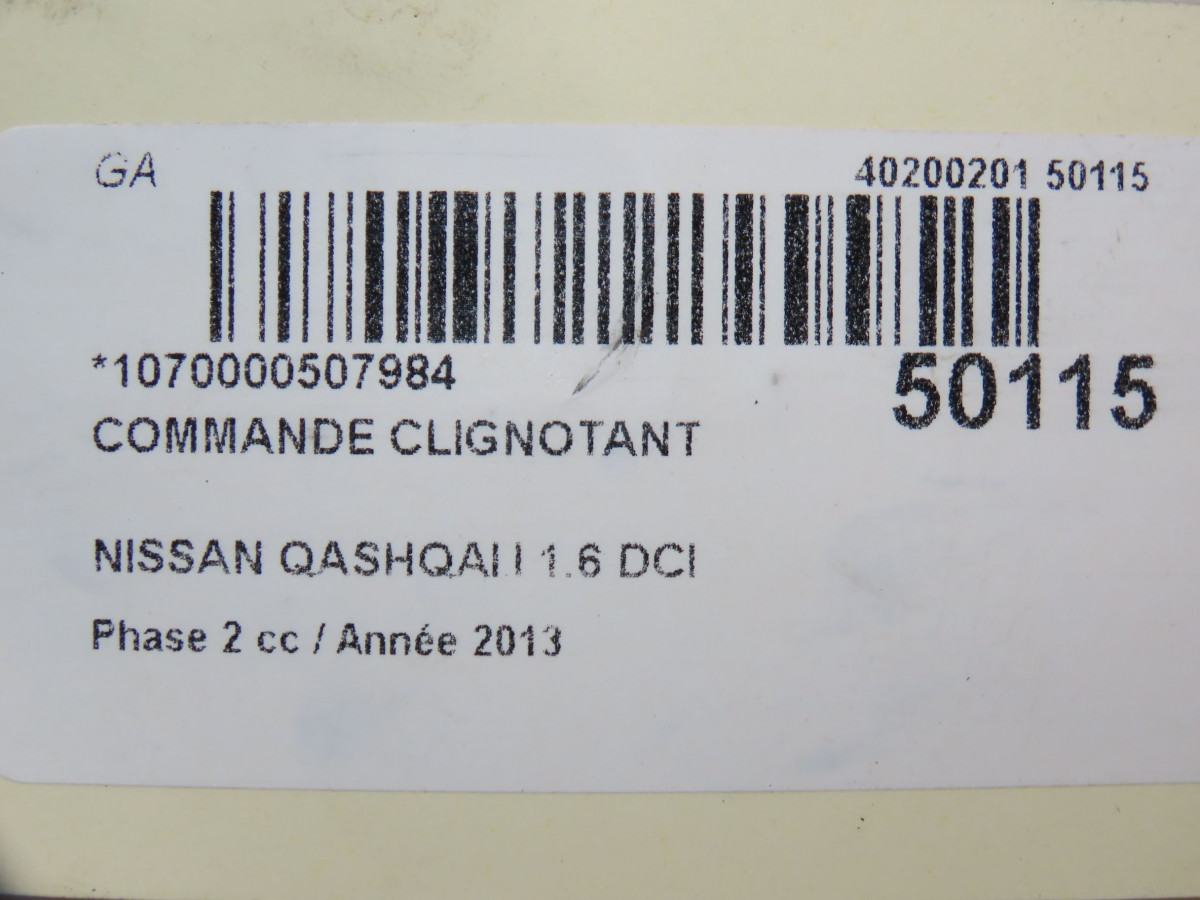 GA
40200201 50115
*1070000507984
50115
COMMANDE CLIGNOTANT
NISSAN QASHQAI I 1.6 DCI
Phase 2 cc / Année 2013